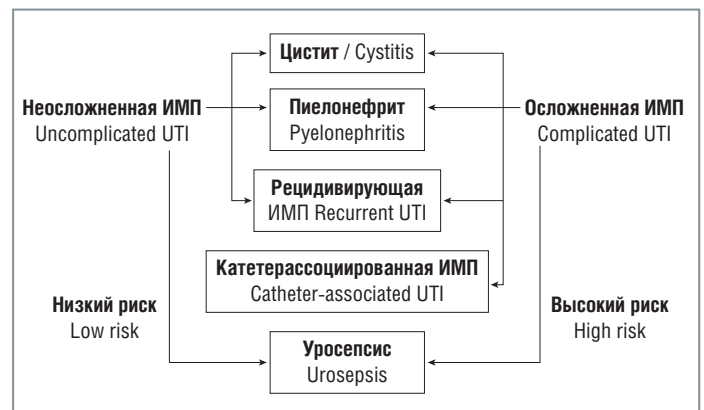 Цистит / Cystitis
Неосложненная ИМП
Uncomplicated UTI
Пиелонефрит
Pyelonephritis
Осложненная ИМП
Complicated UTI
Рецидивирующая
ИМП Recurrent UTI
Катетерассоциированная ИМП
Catheter-associated UTI
Низкий риск
Low risk
Высокий риск
High risk
Уросепсис
Urosepsis